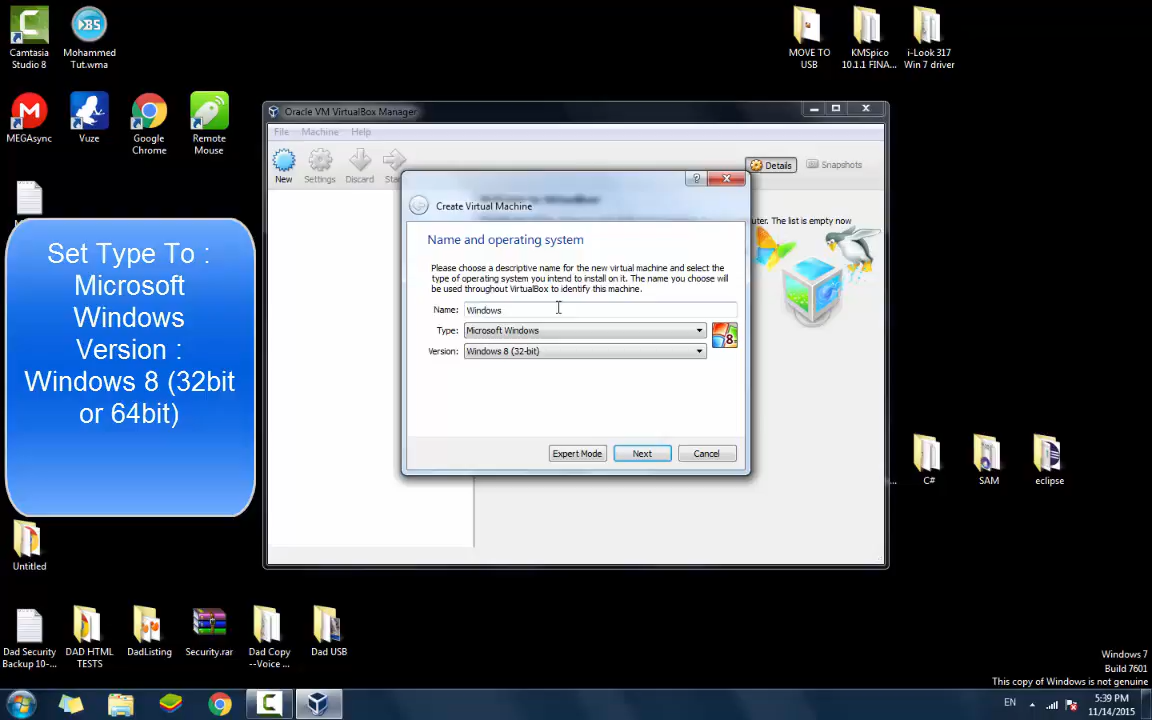 Camtasia
Studio 8
Mohammed
Tut.wma
MOVE TO
USB
KMSpico
10.1.1 FINA...
i-Look 317
Win 7 driver
MEGAsync
Vuze
Google
Chrome
Remote
Mouse
Oracle VM VirtualBox Manager
File Machine Help
New
Settings
Discard
Details
Snapshots
The list is empty now
Create Virtual Machine
Name and operating system
Please choose a descriptive name for the new virtual machine and select the
type of operating system you intend to install on it. The name you choose will
be used throughout VirtualBox to identify this machine.
Name: Windows
Type: Microsoft Windows
Version: Windows 8 (32-bit)
8
Expert Mode
Next
Cancel
Set Type To :
Microsoft
Windows
Version :
Windows 8 (32bit
or 64bit)
C#
SAM
eclipse
Untitled
Dad Security
Backup 10-...
DAD HTML
TESTS
DadListing
Security.rar
Dad Copy
--Voice ...
Dad USB
Windows 7
Build 7601
This copy of Windows is not genuine
EN
5:39 PM
11/14/2015